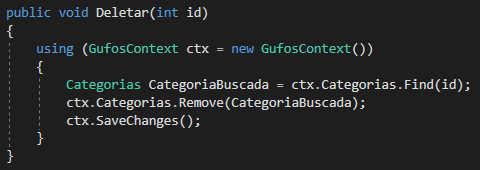 public void Deletar(int id)
{
using (GufosContext ctx = new GufosContext())
{
Categorias CategoriaBuscada = ctx.Categorias.Find(id);
ctx.Categorias.Remove(CategoriaBuscada);
ctx.SaveChanges();
}
}